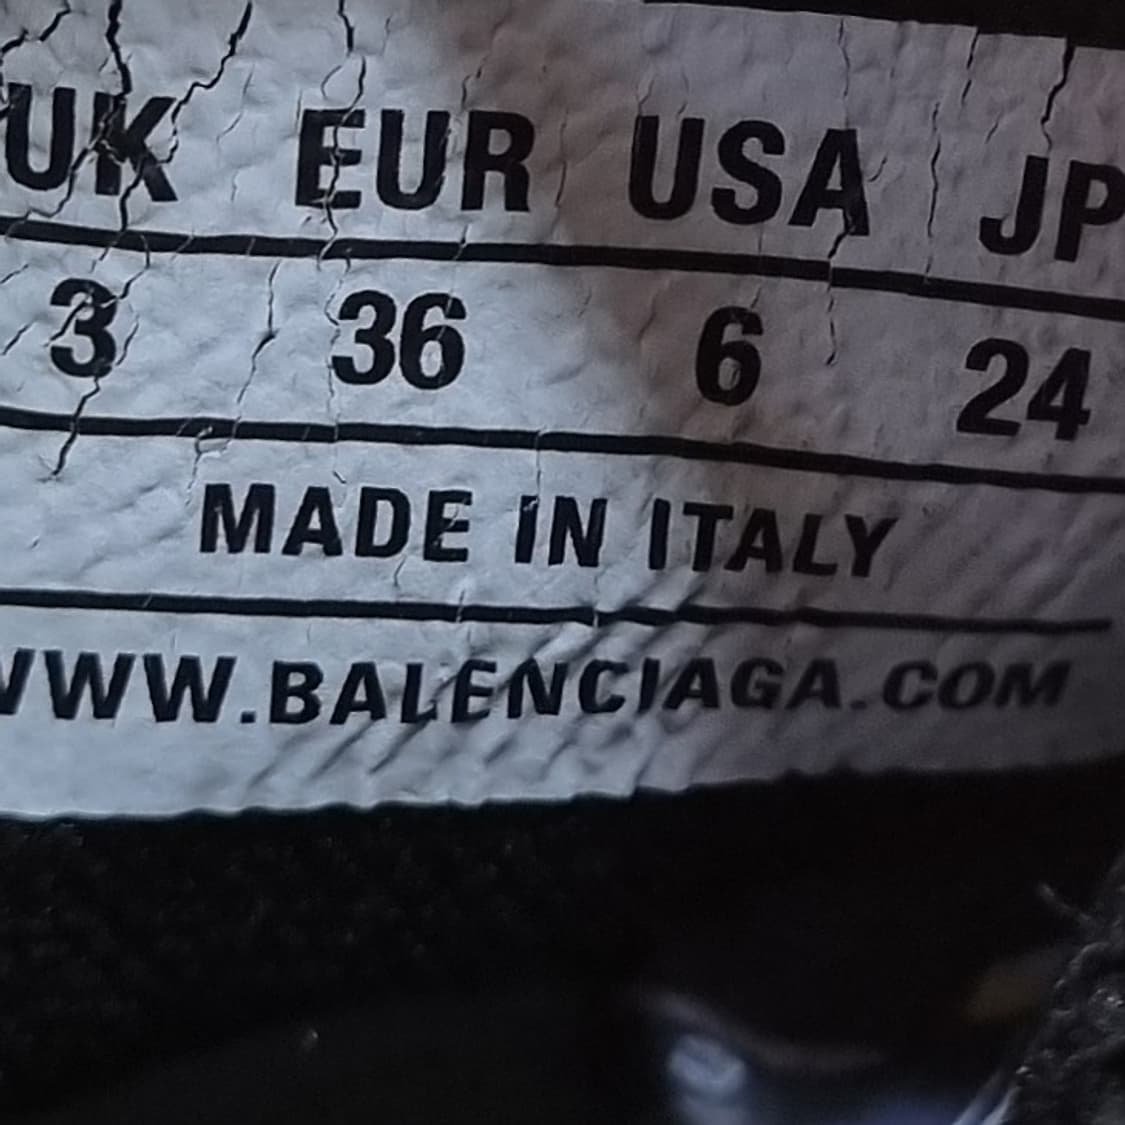 UK EUR USA JP
3 36 6 24
MADE IN ITALY
WWW.BALENCIAGA.COM